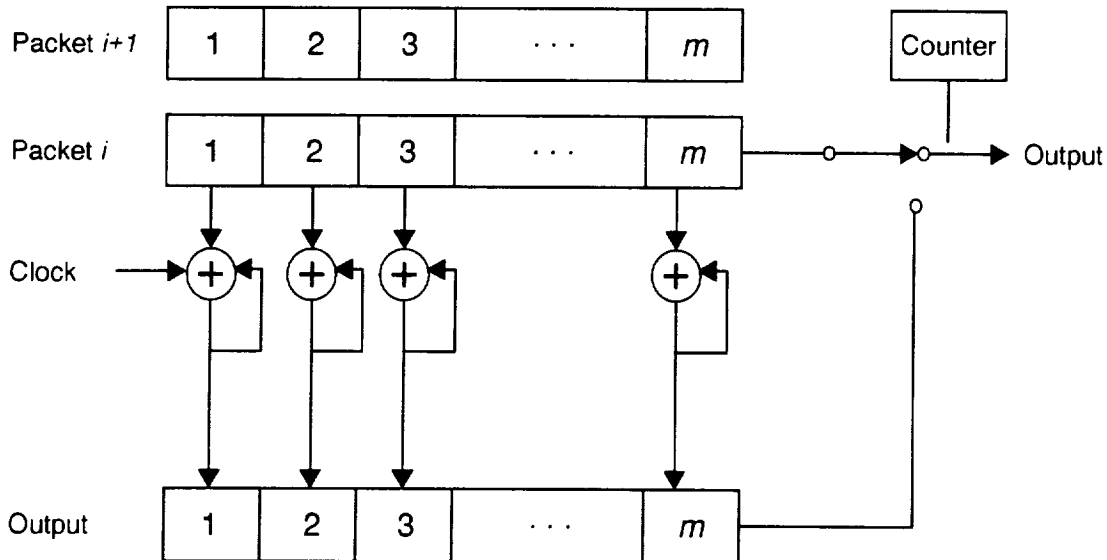 Packet i+1 1 2 3 · · · m Counter
Packet i 1 2 3 · · · m Output
Clock + + + +
Output 1 2 3 · · · m